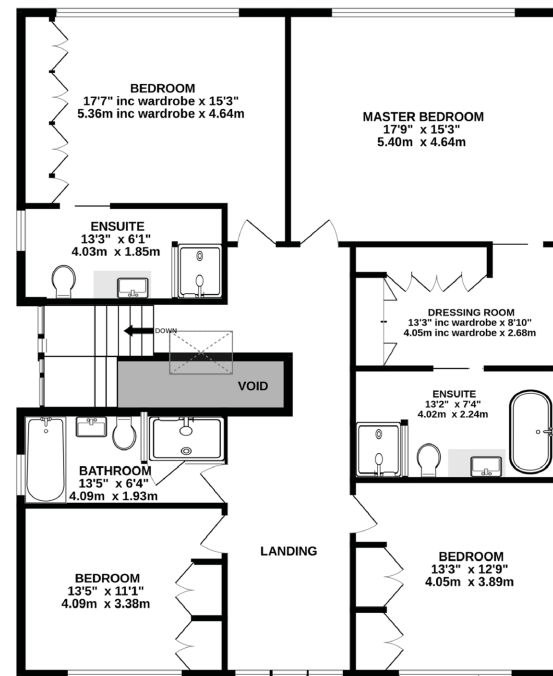 BEDROOM
17'7" inc wardrobe x 15'3"
5.36m inc wardrobe x 4.64m
MASTER BEDROOM
17'9" x 15'3"
5.40m x 4.64m
ENSUITE
13'3" x 6'1"
4.03m x 1.85m
DRESSING ROOM
13'3" inc wardrobe x 8'10"
4.05m inc wardrobe x 2.68m
DOWN
VOID
ENSUITE
13'2" x 7'4"
4.02m x 2.24m
BATHROOM
13'5" x 6'4"
4.09m x 1.93m
LANDING
BEDROOM
13'3" x 12'9"
4.05m x 3.89m
BEDROOM
13'5" x 11'1"
4.09m x 3.38m